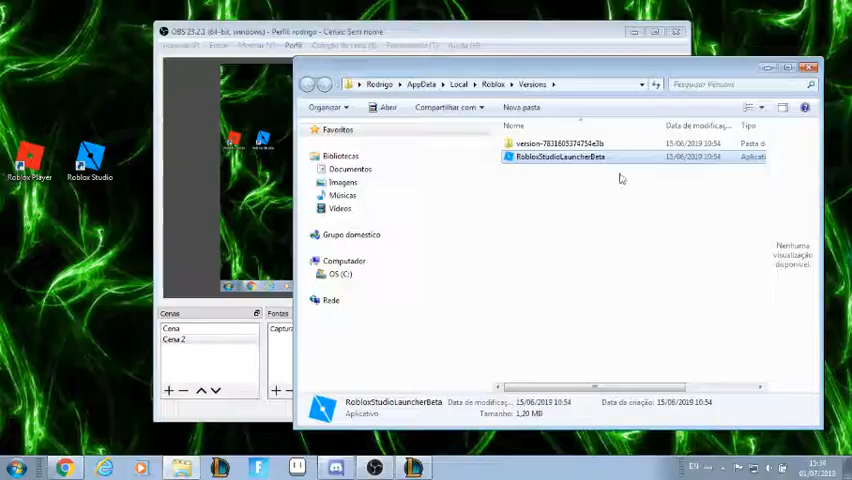 OBS 23.2.1 (64-bit, windows) - Perfil: rodrigo - Cenas: Sem nome
Perfil
Rodrigo
AppData
Local
Roblox
Versions
Pesquisar Versions
Organizar
Abrir
Compartilhar com
Nova pasta
Favoritos
Bibliotecas
Documentos
Imagens
Músicas
Vídeos
Grupo doméstico
Computador
OS (C:)
Rede
Nome
Data de modificaç...
Tipo
version-7831605374754e3b
15/06/2019 10:54
Pasta d
RobloxStudioLauncherBeta
15/06/2019 10:54
Aplicati
Nenhuma
visualização
disponível.
Roblox Player
Roblox Studio
Cenas
Fontes
Cena
Cena 2
Captura
RobloxStudioLauncherBeta
Data de modificaç... 15/06/2019 10:54
Data da criação: 15/06/2019 10:54
Aplicativo
Tamanho: 1,20 MB
EN
15:34
01/07/2019